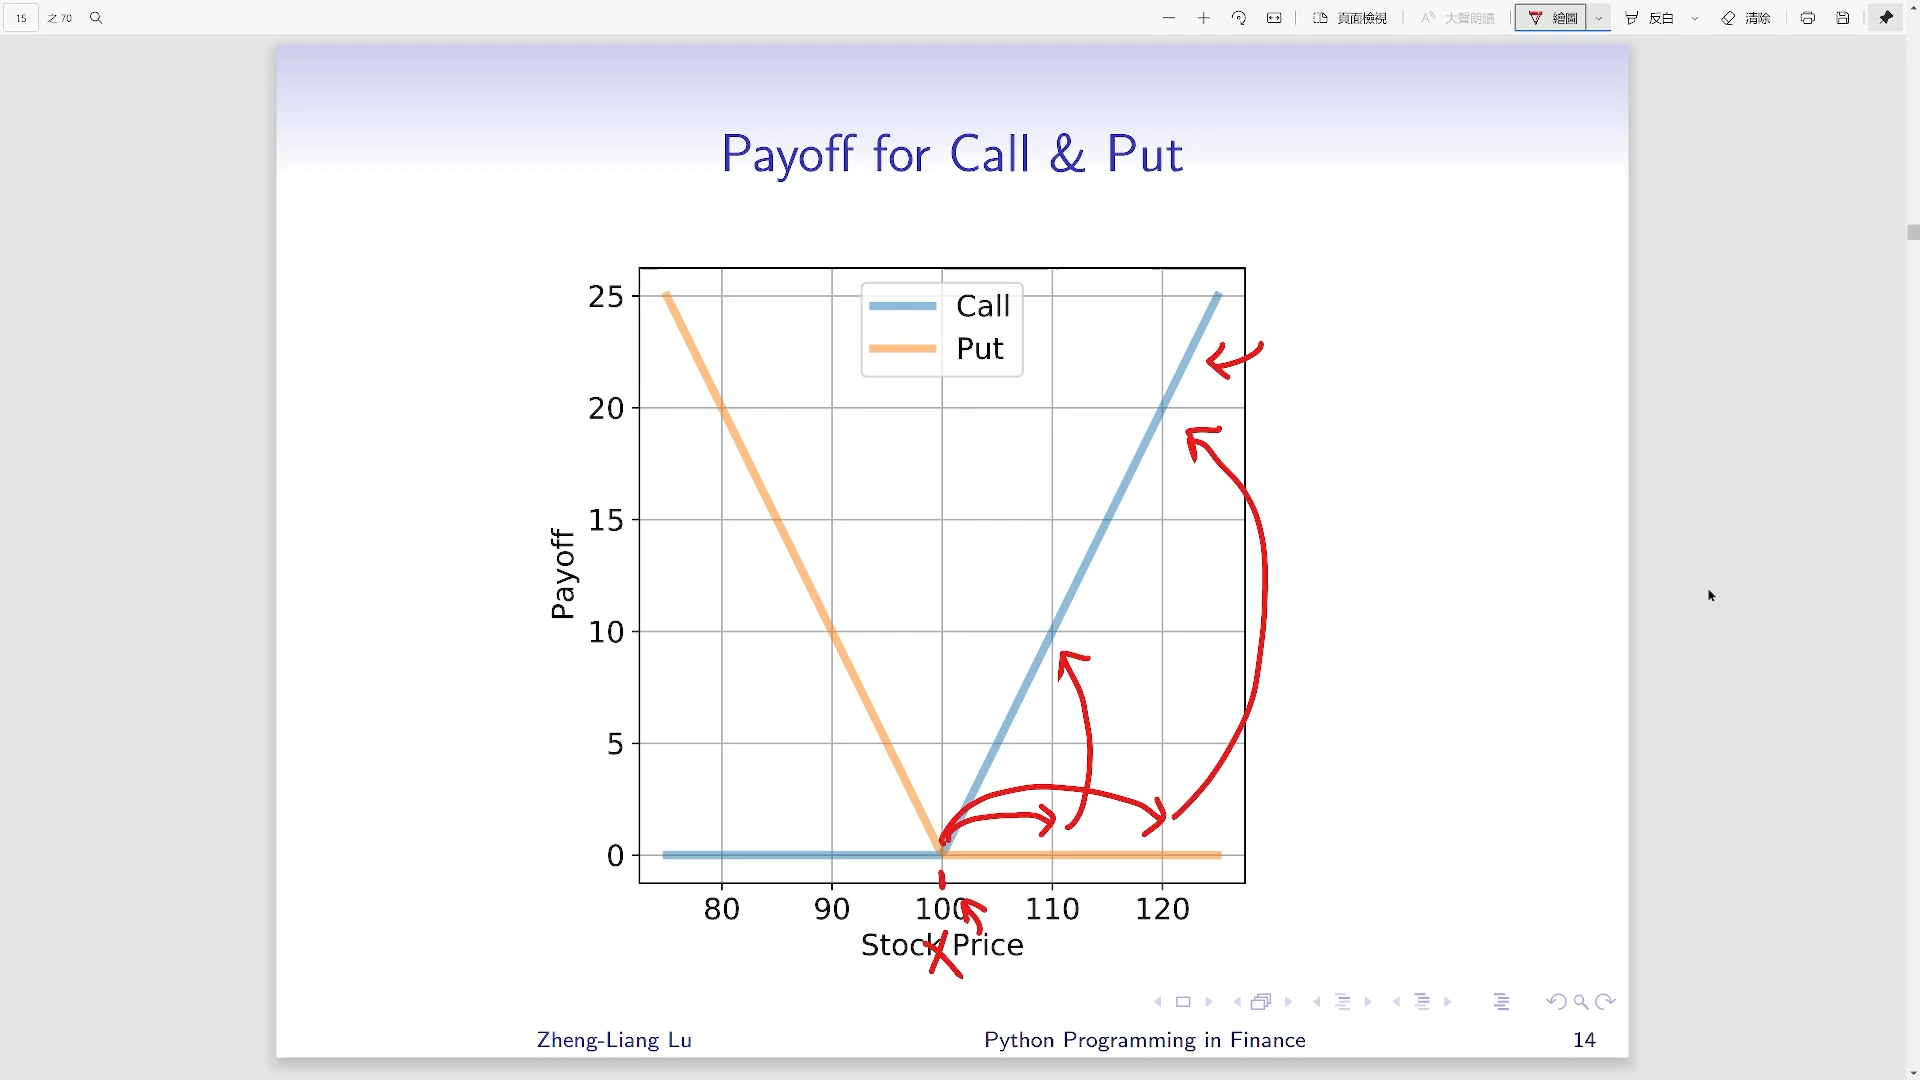 15 之 70
頁面檢視
大聲朗讀
繪圖
反白
清除
Payoff for Call & Put
Call
Put
25
20
15
10
5
0
Payoff
80 90 100 110 120
Stock Price
X
Zheng-Liang Lu Python Programming in Finance 14